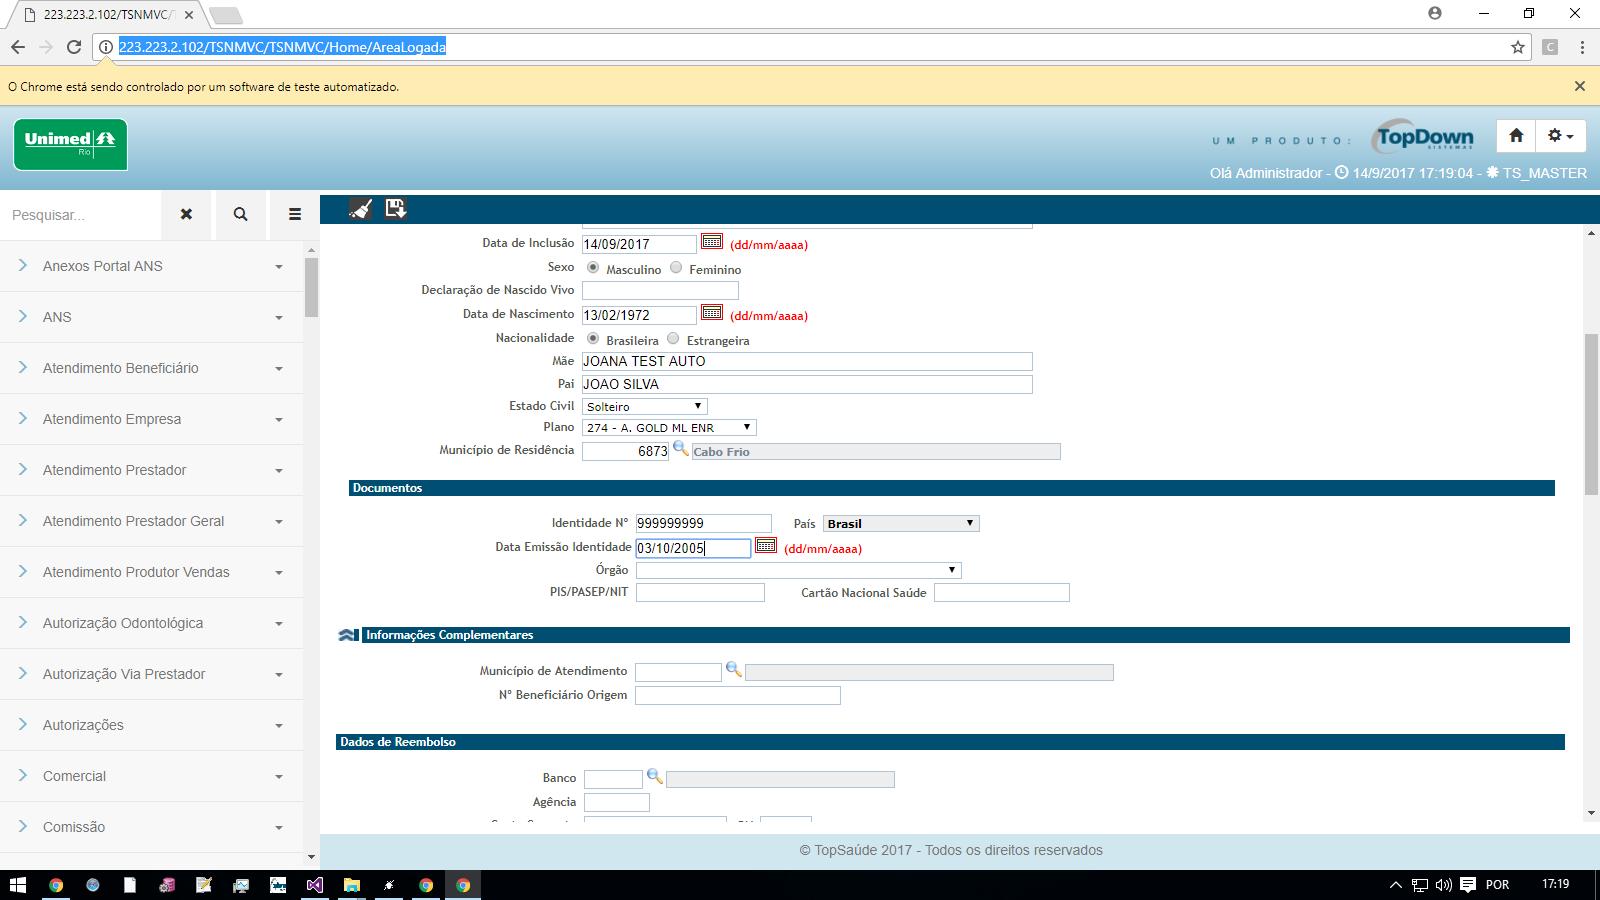 223.223.2.102/TSNMVC/T
223.223.2.102/TSNMVC/TSNMVC/Home/AreaLogada
C
O Chrome está sendo controlado por um software de teste automatizado.
Unimed
Rio
UM PRODUTO:
TopDown
SISTEMAS
Olá Administrador - 14/9/2017 17:19:04 - TS_MASTER
Pesquisar...
Anexos Portal ANS
ANS
Atendimento Beneficiário
Atendimento Empresa
Atendimento Prestador
Atendimento Prestador Geral
Atendimento Produtor Vendas
Autorização Odontológica
Autorização Via Prestador
Autorizações
Comercial
Comissão
Data de Inclusão 14/09/2017 (dd/mm/aaaa)
Sexo Masculino Feminino
Declaração de Nascido Vivo
Data de Nascimento 13/02/1972 (dd/mm/aaaa)
Nacionalidade Brasileira Estrangeira
Mãe JOANA TEST AUTO
Pai JOAO SILVA
Estado Civil Solteiro
Plano 274 - A. GOLD ML ENR
Município de Residência 6873 Cabo Frio
Documentos
Identidade Nº 999999999 País Brasil
Data Emissão Identidade 03/10/2005 (dd/mm/aaaa)
Órgão
PIS/PASEP/NIT Cartão Nacional Saúde
Informações Complementares
Município de Atendimento
Nº Beneficiário Origem
Dados de Reembolso
Banco
Agência
© TopSaúde 2017 - Todos os direitos reservados
POR 17:19